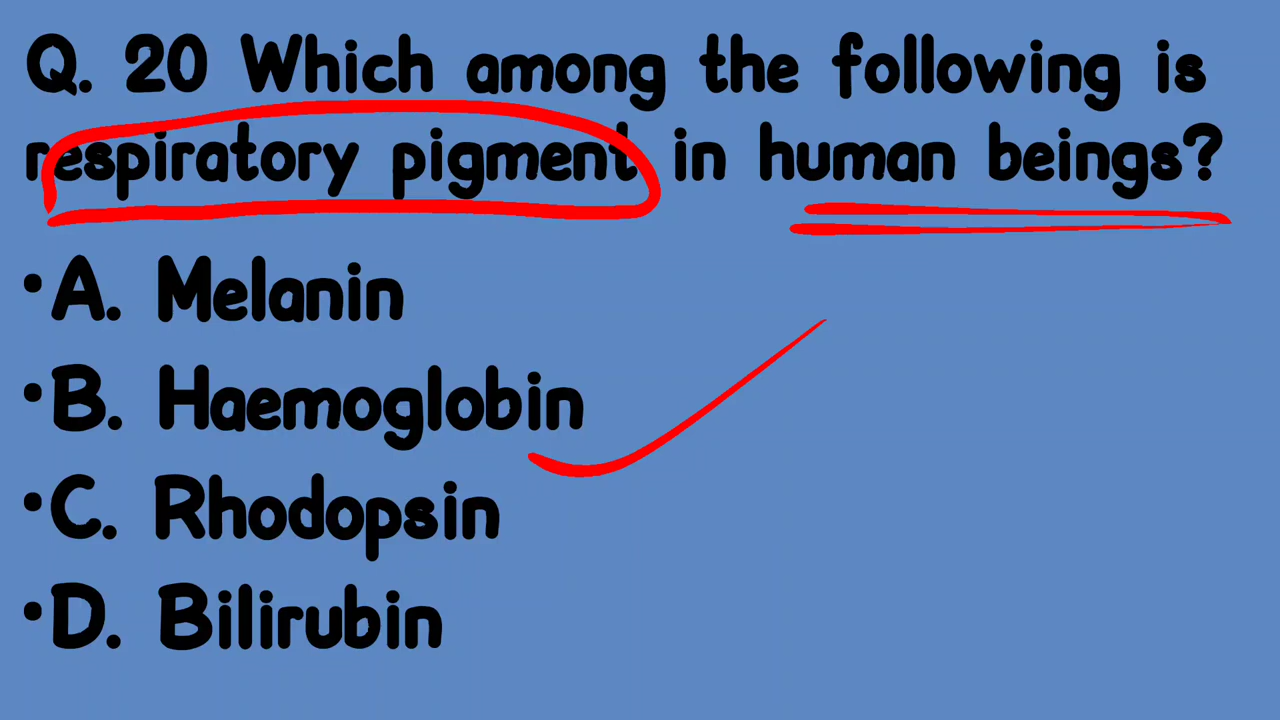 Q. 20 Which among the following is
respiratory pigment in human beings?
•A. Melanin
•B. Haemoglobin
•C. Rhodopsin
•D. Bilirubin